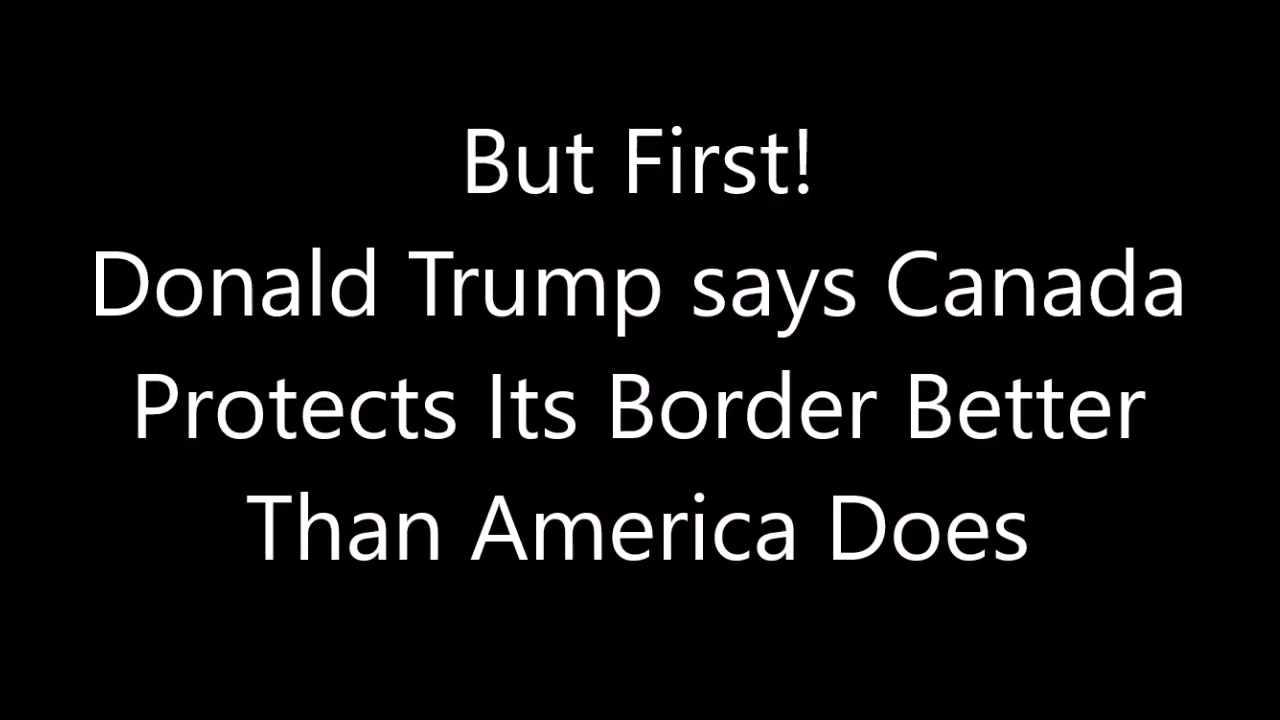 But First!
Donald Trump says Canada
Protects Its Border Better
Than America Does